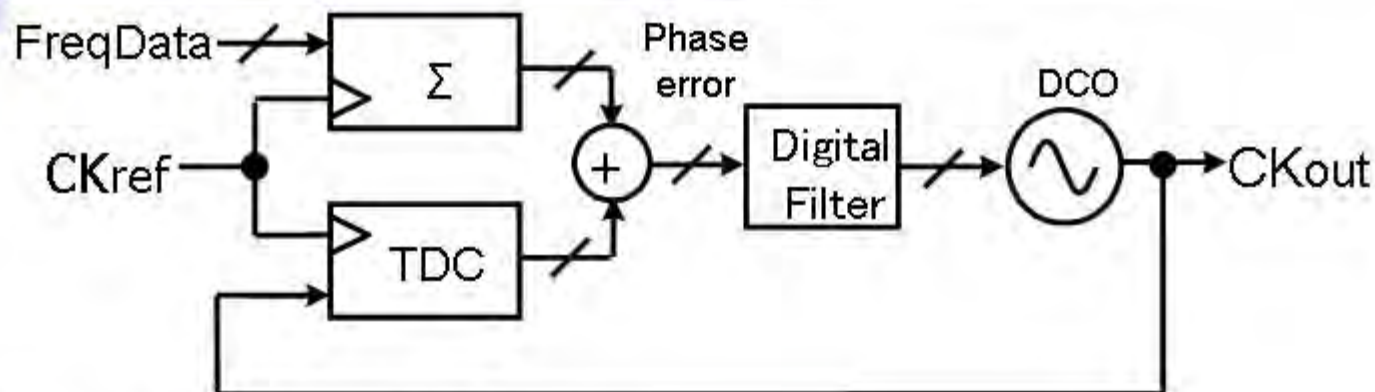 FreqData
Σ
Phase
error
DCO
CKref
+
Digital
Filter
CKout
TDC